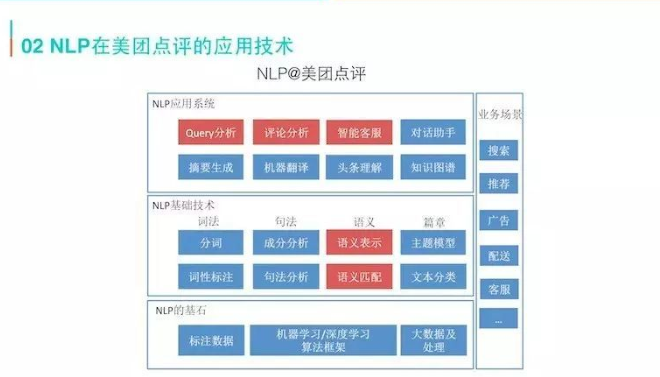 02 NLP在美团点评的应用技术
NLP@美团点评
NLP应用系统
Query分析 评论分析 智能客服 对话助手
摘要生成 机器翻译 头条理解 知识图谱
NLP基础技术
词法 句法 语义 篇章
分词 成分分析 语义表示 主题模型
词性标注 句法分析 语义匹配 文本分类
NLP的基石
标注数据
机器学习/深度学习
算法框架
大数据及
处理
业务场景
搜索
推荐
广告
配送
客服
...